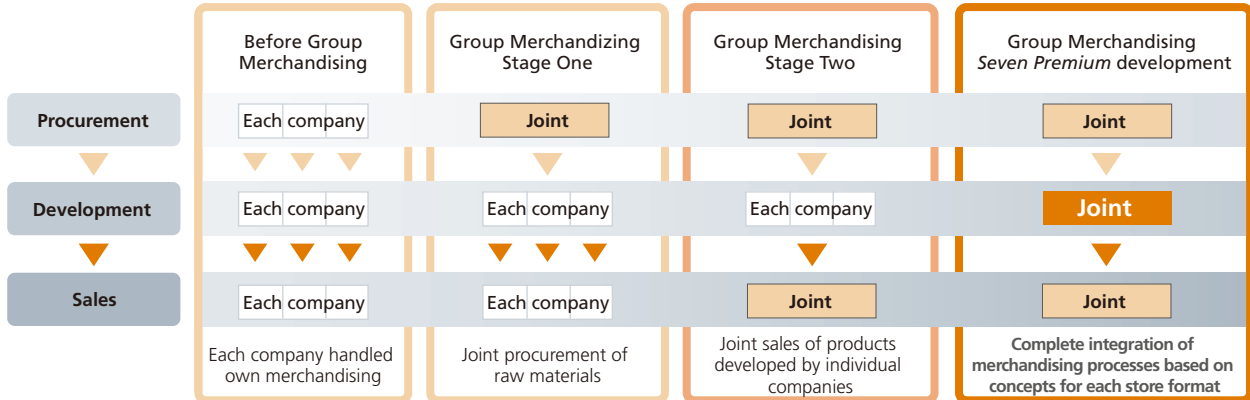 Before Group
Merchandising
Group Merchandizing
Stage One
Group Merchandising
Stage Two
Group Merchandising
Seven Premium development
Procurement
Each company
Joint
Joint
Joint
Development
Each company
Each company
Each company
Joint
Sales
Each company
Each company
Joint
Joint
Each company handled
own merchandising
Joint procurement of
raw materials
Joint sales of products
developed by individual
companies
Complete integration of
merchandising processes based on
concepts for each store format